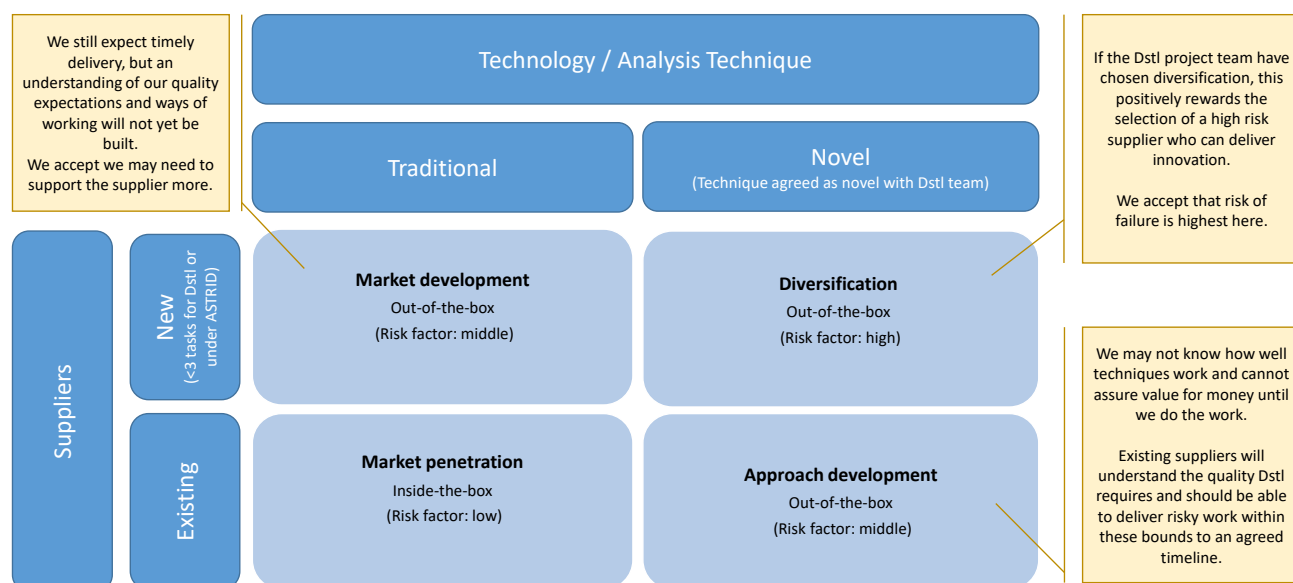 We still expect timely
delivery, but an
understanding of our quality
expectations and ways of
working will not yet be
built.
We accept we may need to
support the supplier more.
Technology / Analysis Technique
If the Dstl project team have
chosen diversification, this
positively rewards the
selection of a high risk
supplier who can deliver
innovation.
We accept that risk of
failure is highest here.
Traditional
Novel
(Technique agreed as novel with Dstl team)
Suppliers
New
(<3 tasks for Dstl or
under ASTRID)
Market development
Out-of-the-box
(Risk factor: middle)
Diversification
Out-of-the-box
(Risk factor: high)
Existing
Market penetration
Inside-the-box
(Risk factor: low)
Approach development
Out-of-the-box
(Risk factor: middle)
We may not know how well
techniques work and cannot
assure value for money until
we do the work.
Existing suppliers will
understand the quality Dstl
requires and should be able
to deliver risky work within
these bounds to an agreed
timeline.